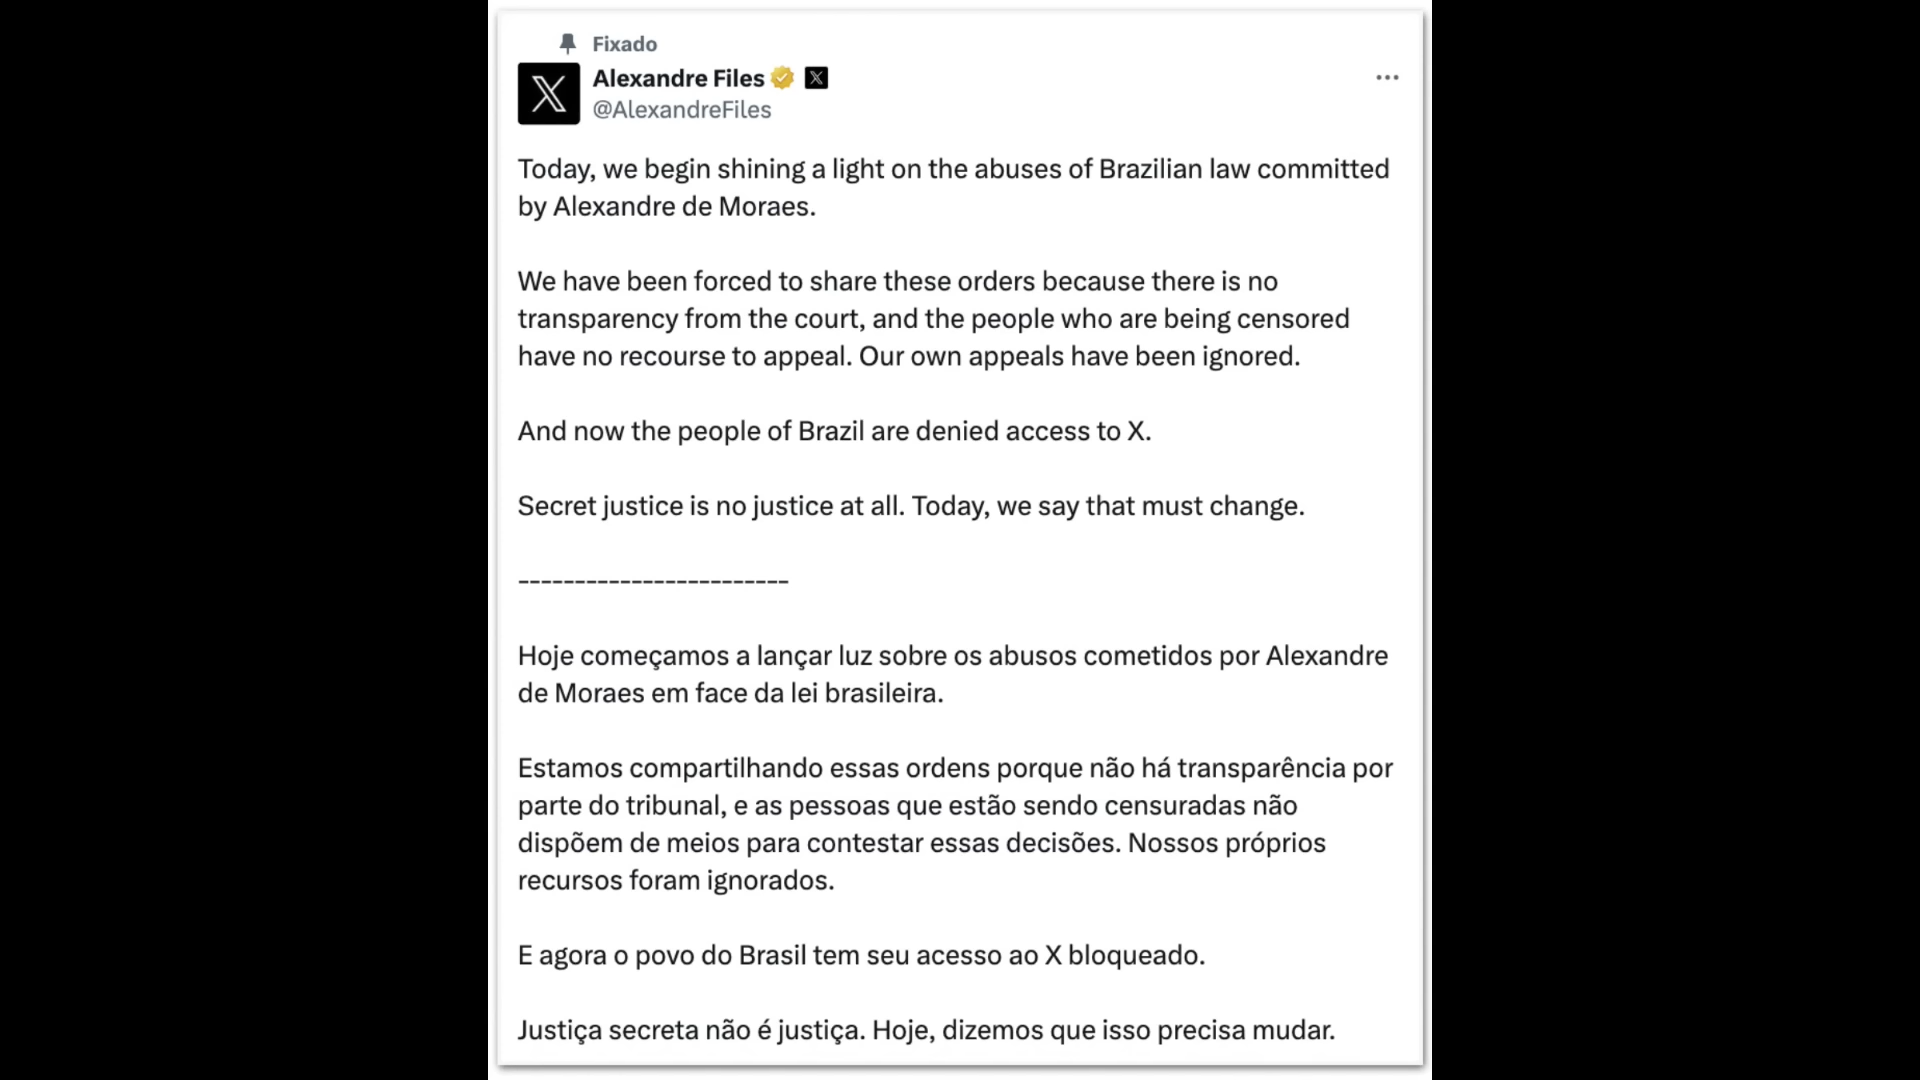 Fixado
Alexandre Files
@AlexandreFiles
Today, we begin shining a light on the abuses of Brazilian law committed
by Alexandre de Moraes.
We have been forced to share these orders because there is no
transparency from the court, and the people who are being censored
have no recourse to appeal. Our own appeals have been ignored.
And now the people of Brazil are denied access to X.
Secret justice is no justice at all. Today, we say that must change.
------------------------
Hoje começamos a lançar luz sobre os abusos cometidos por Alexandre
de Moraes em face da lei brasileira.
Estamos compartilhando essas ordens porque não há transparência por
parte do tribunal, e as pessoas que estão sendo censuradas não
dispõem de meios para contestar essas decisões. Nossos próprios
recursos foram ignorados.
E agora o povo do Brasil tem seu acesso ao X bloqueado.
Justiça secreta não é justiça. Hoje, dizemos que isso precisa mudar.